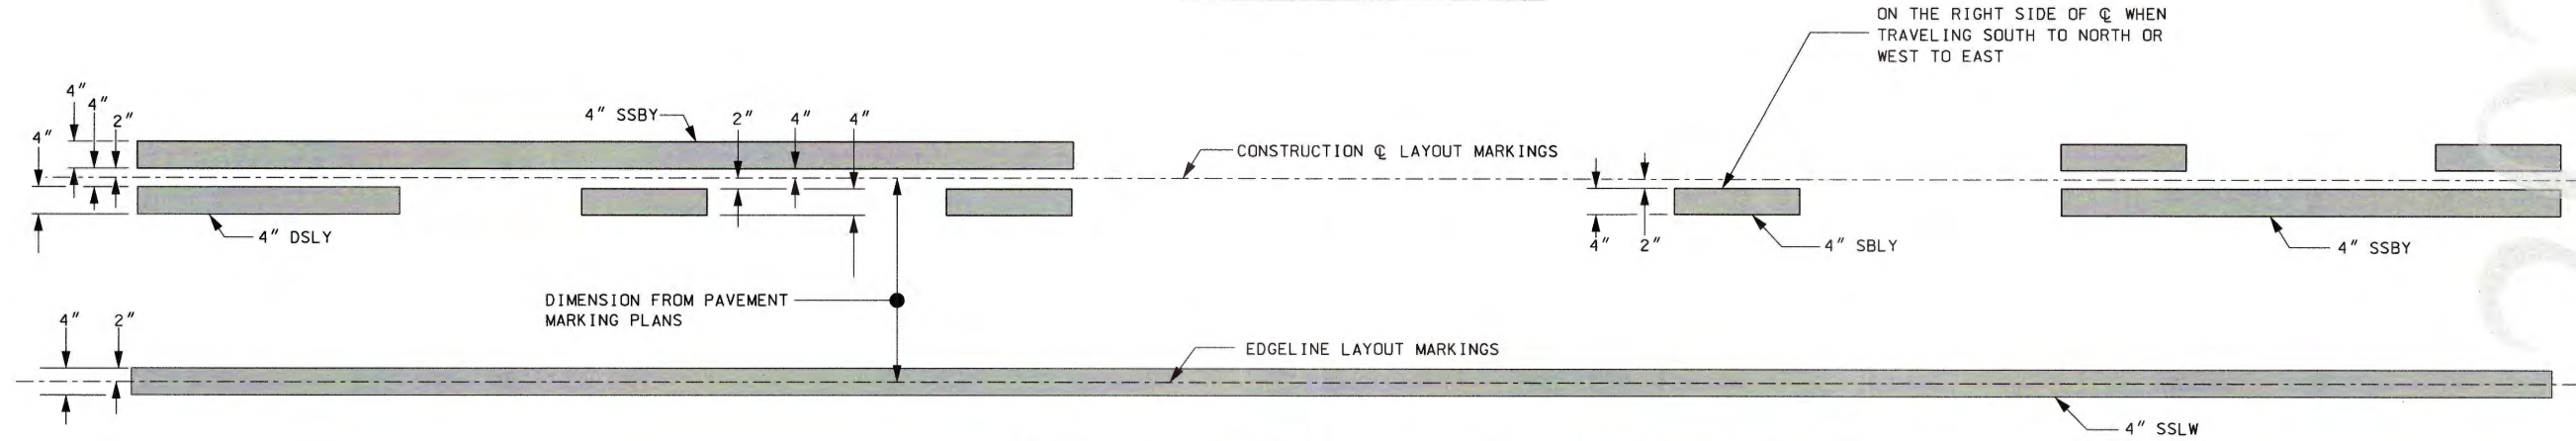 ON THE RIGHT SIDE OF ℄ WHEN
TRAVELING SOUTH TO NORTH OR
WEST TO EAST
4"
4"
2"
4"
4" SSBY
2"
4"
4"
CONSTRUCTION ℄ LAYOUT MARKINGS
4" DSLY
4"
2"
4" SBLY
4" SSBY
DIMENSION FROM PAVEMENT
MARKING PLANS
4"
2"
EDGELINE LAYOUT MARKINGS
4" SSLW